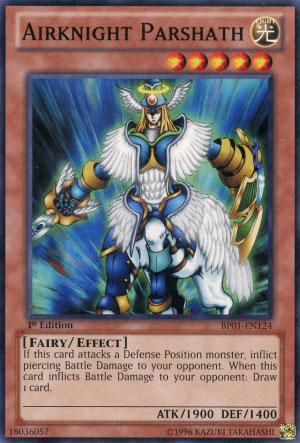 AIRKNIGHT PARSHATH
LIGHT
光
1st Edition
BP01-EN124
[FAIRY/EFFECT]
If this card attacks a Defense Position monster, inflict
piercing Battle Damage to your opponent. When this
card inflicts Battle Damage to your opponent: Draw
1 card.
ATK/1900 DEF/1400
18036057
©1996 KAZUKI TAKAHASHI